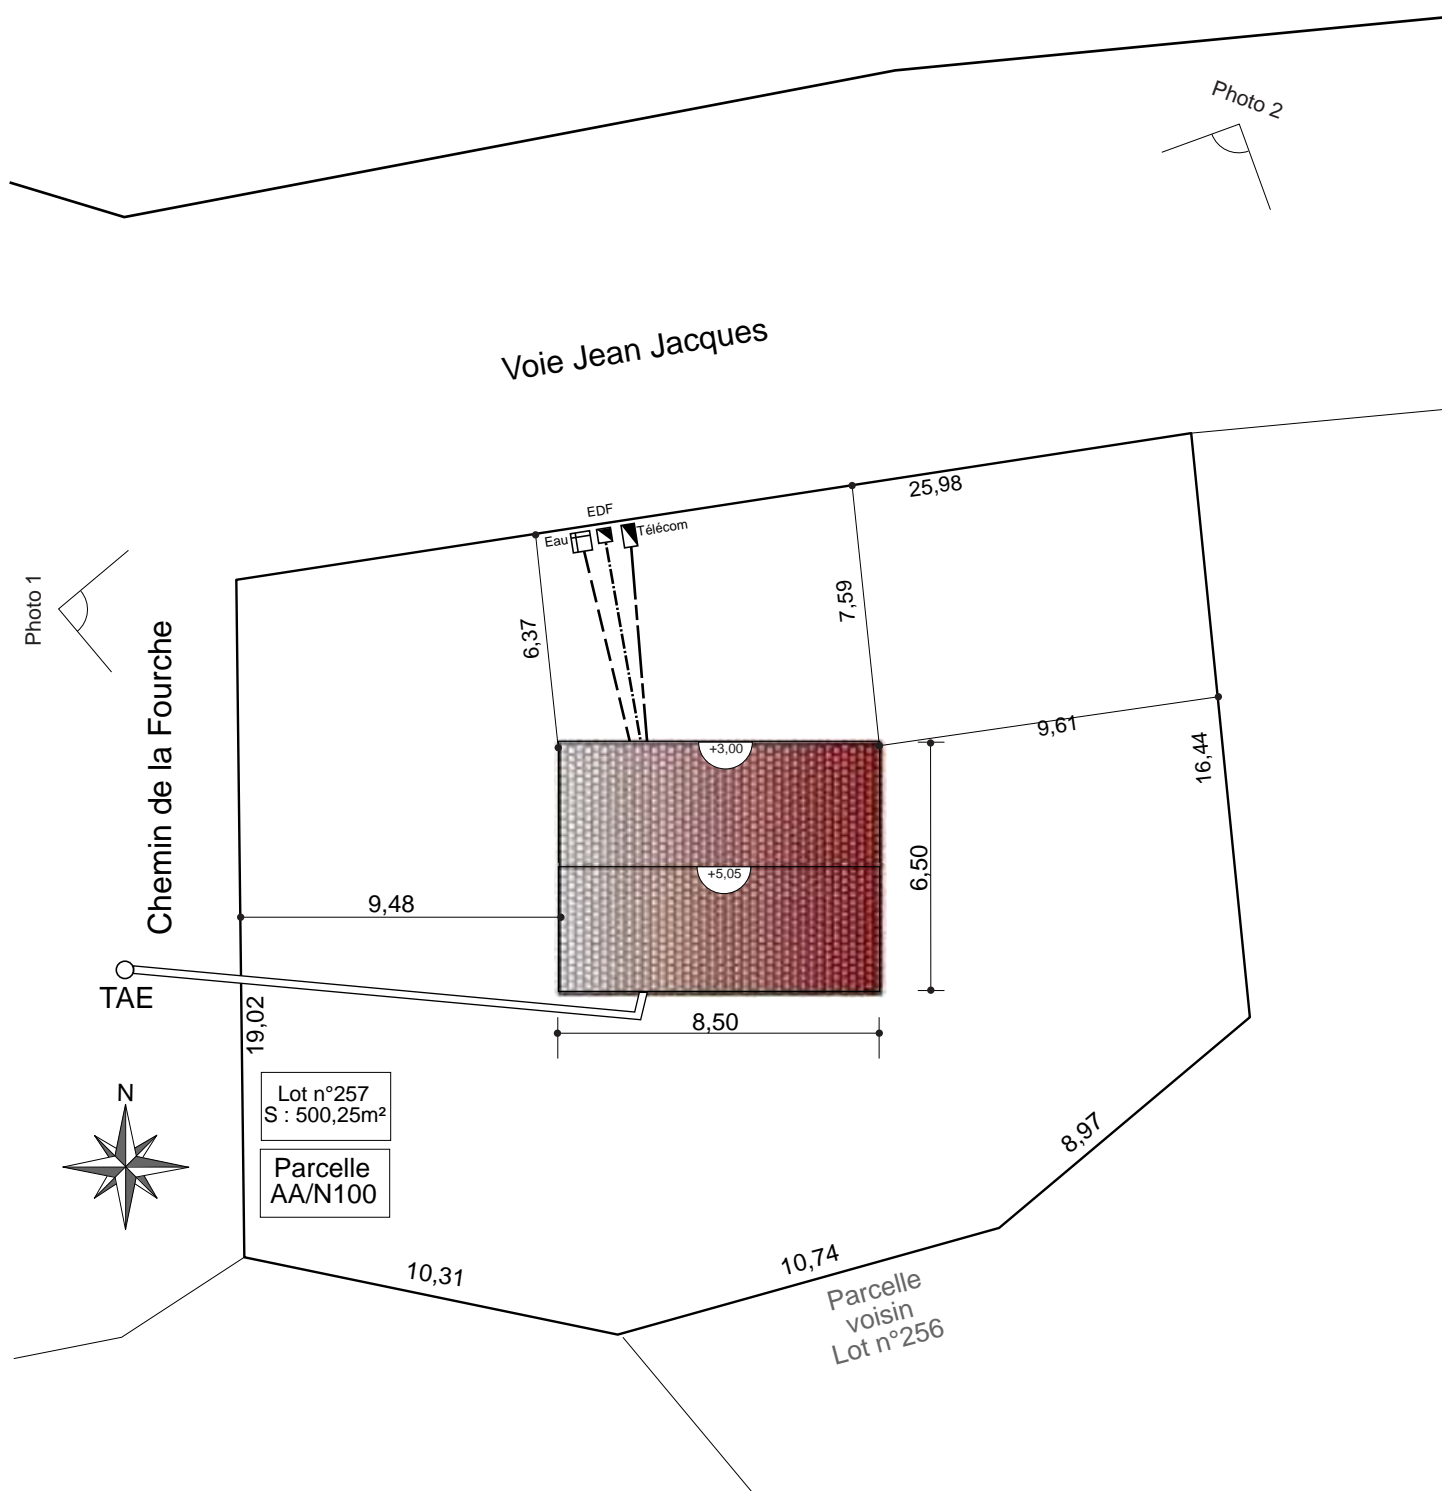 Photo 2
Voie Jean Jacques
25,98
EDF
Eau
Télécom
Photo 1
Chemin de la Fourche
6,37
7,59
9,61
16,44
+3,00
6,50
+5,05
9,48
TAE
19,02
8,50
N
Lot n°257
S : 500,25m²
Parcelle
AA/N100
8,97
10,31
10,74
Parcelle
voisin
Lot n°256